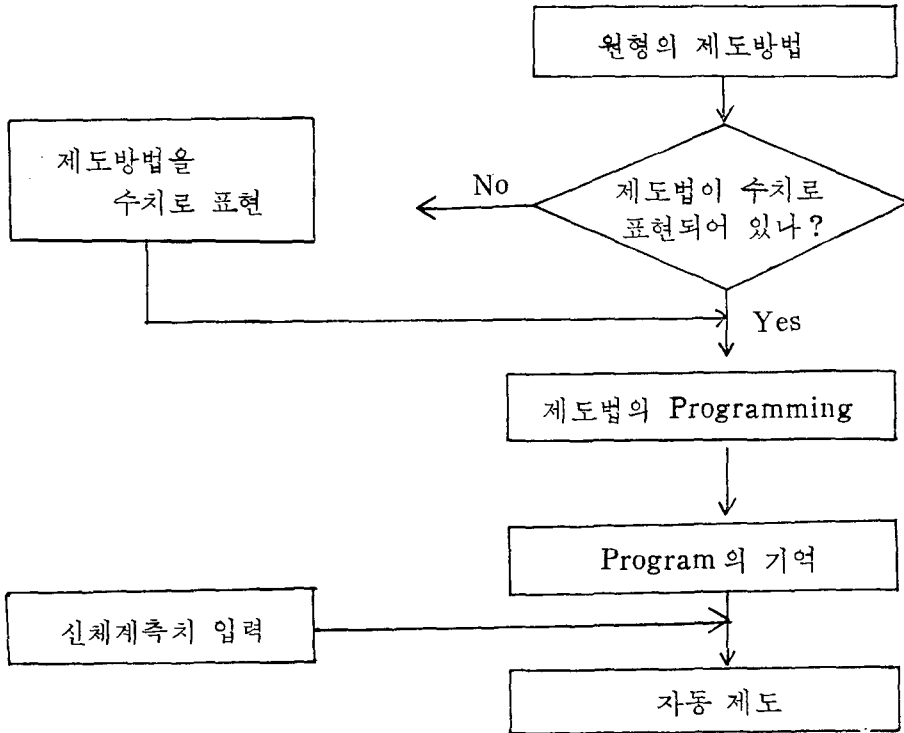 원형의 제도방법
제도방법을
수치로 표현
No
제도법이 수치로
표현되어 있나?
Yes
제도법의 Programming
Program의 기억
신체계측치 입력
자동 제도